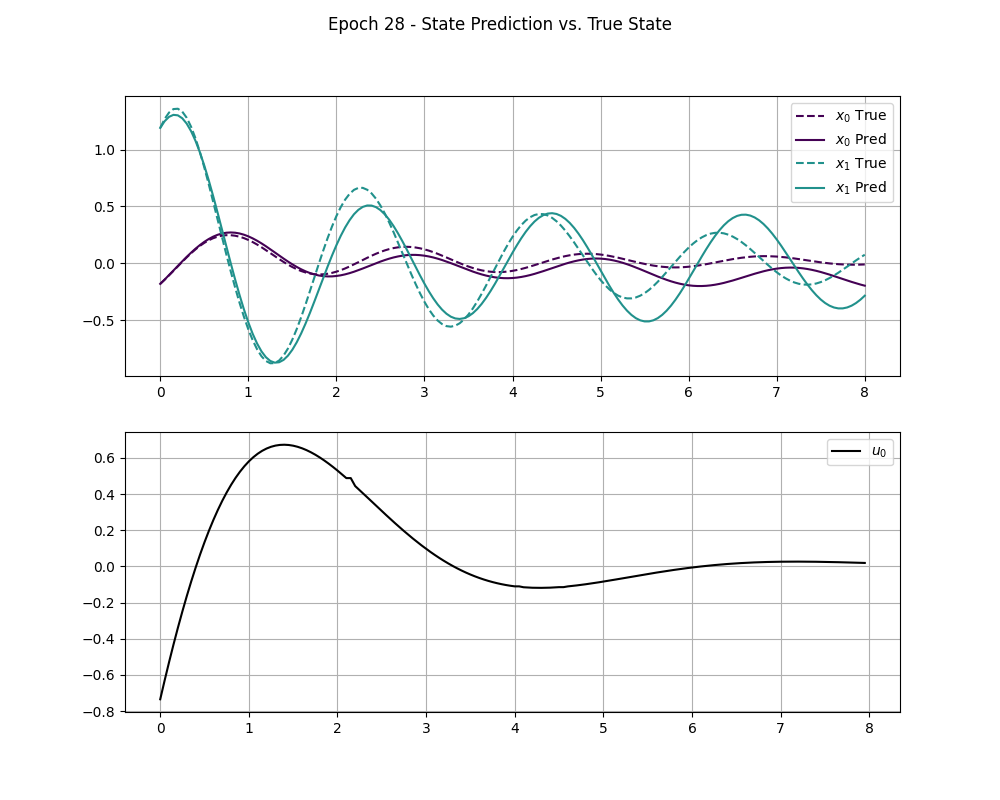 Epoch 28 - State Prediction vs. True State
1.0
0.5
0.0
−0.5
x₀ True
x₀ Pred
x₁ True
x₁ Pred
0 1 2 3 4 5 6 7 8
0.6
0.4
0.2
0.0
−0.2
−0.4
−0.6
−0.8
u₀
0 1 2 3 4 5 6 7 8